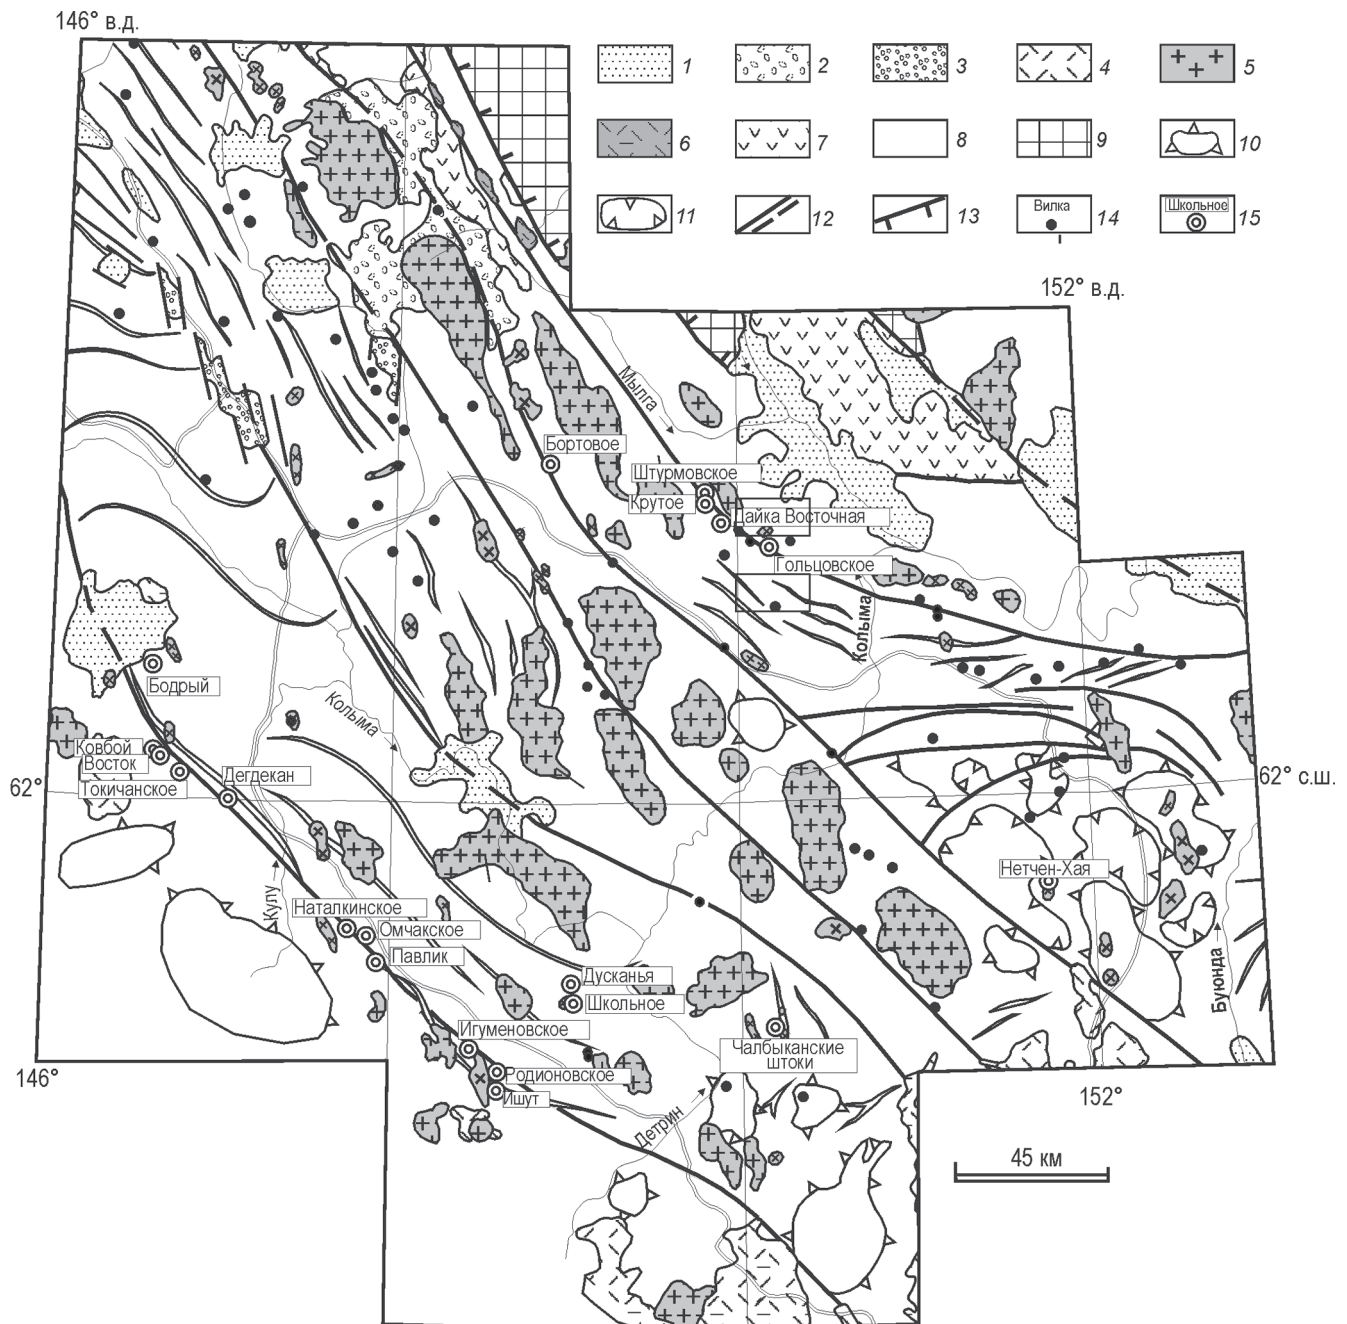 146° в.д.
1
2
3
4
5
6
7
8
9
10
11
12
13
Вилка
14
Школьное
15
152° в.д.
Мылга
Бортовое
Штурмовское
Крутое
Дайка Восточная
Гольцовское
Колыма
Бодрый
Колыма
Ковбой
Восток
Токичанское
Дегдекан
62°
62° с.ш.
Кулу
Нетчен-Хая
Наталкинское
Омчакское
Павлик
Дусканья
Школьное
Буюнда
Игуменовское
Чалбыканские
штоки
Родионовское
Ишут
146°
152°
Детрин
45 км